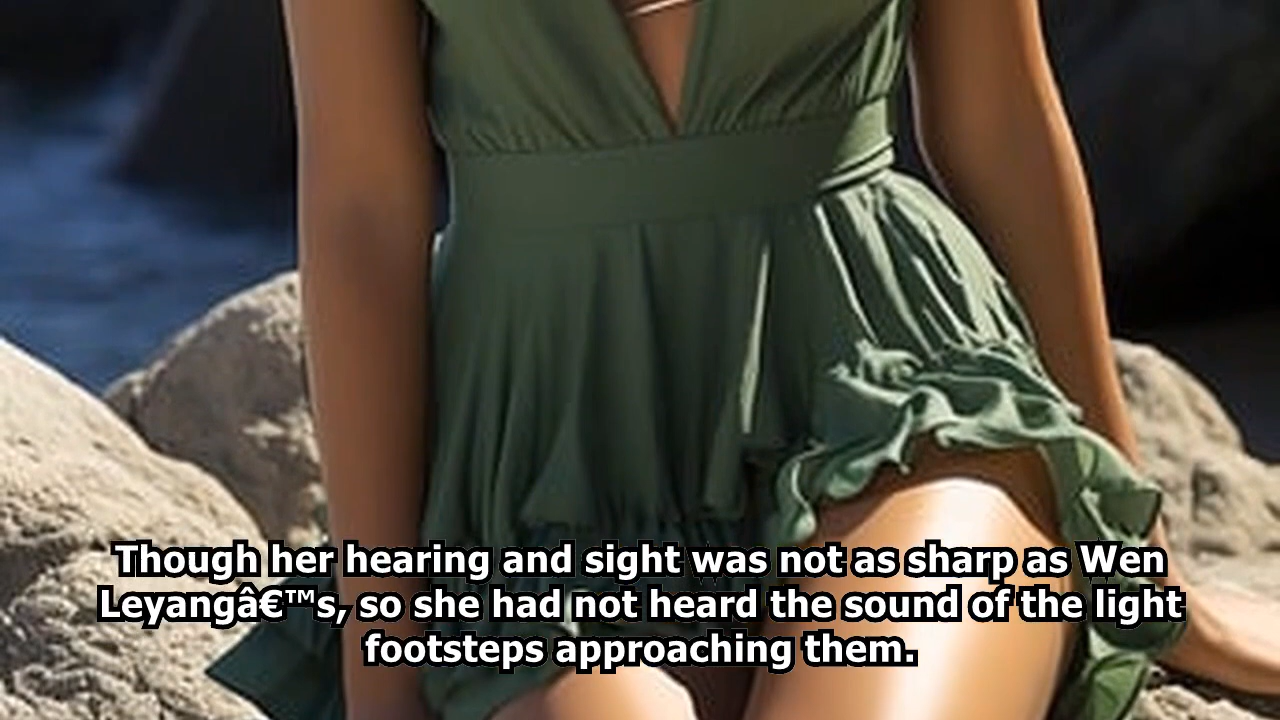 Though her hearing and sight was not as sharp as Wen
Leyangâ€™s, so she had not heard the sound of the light
footsteps approaching them.